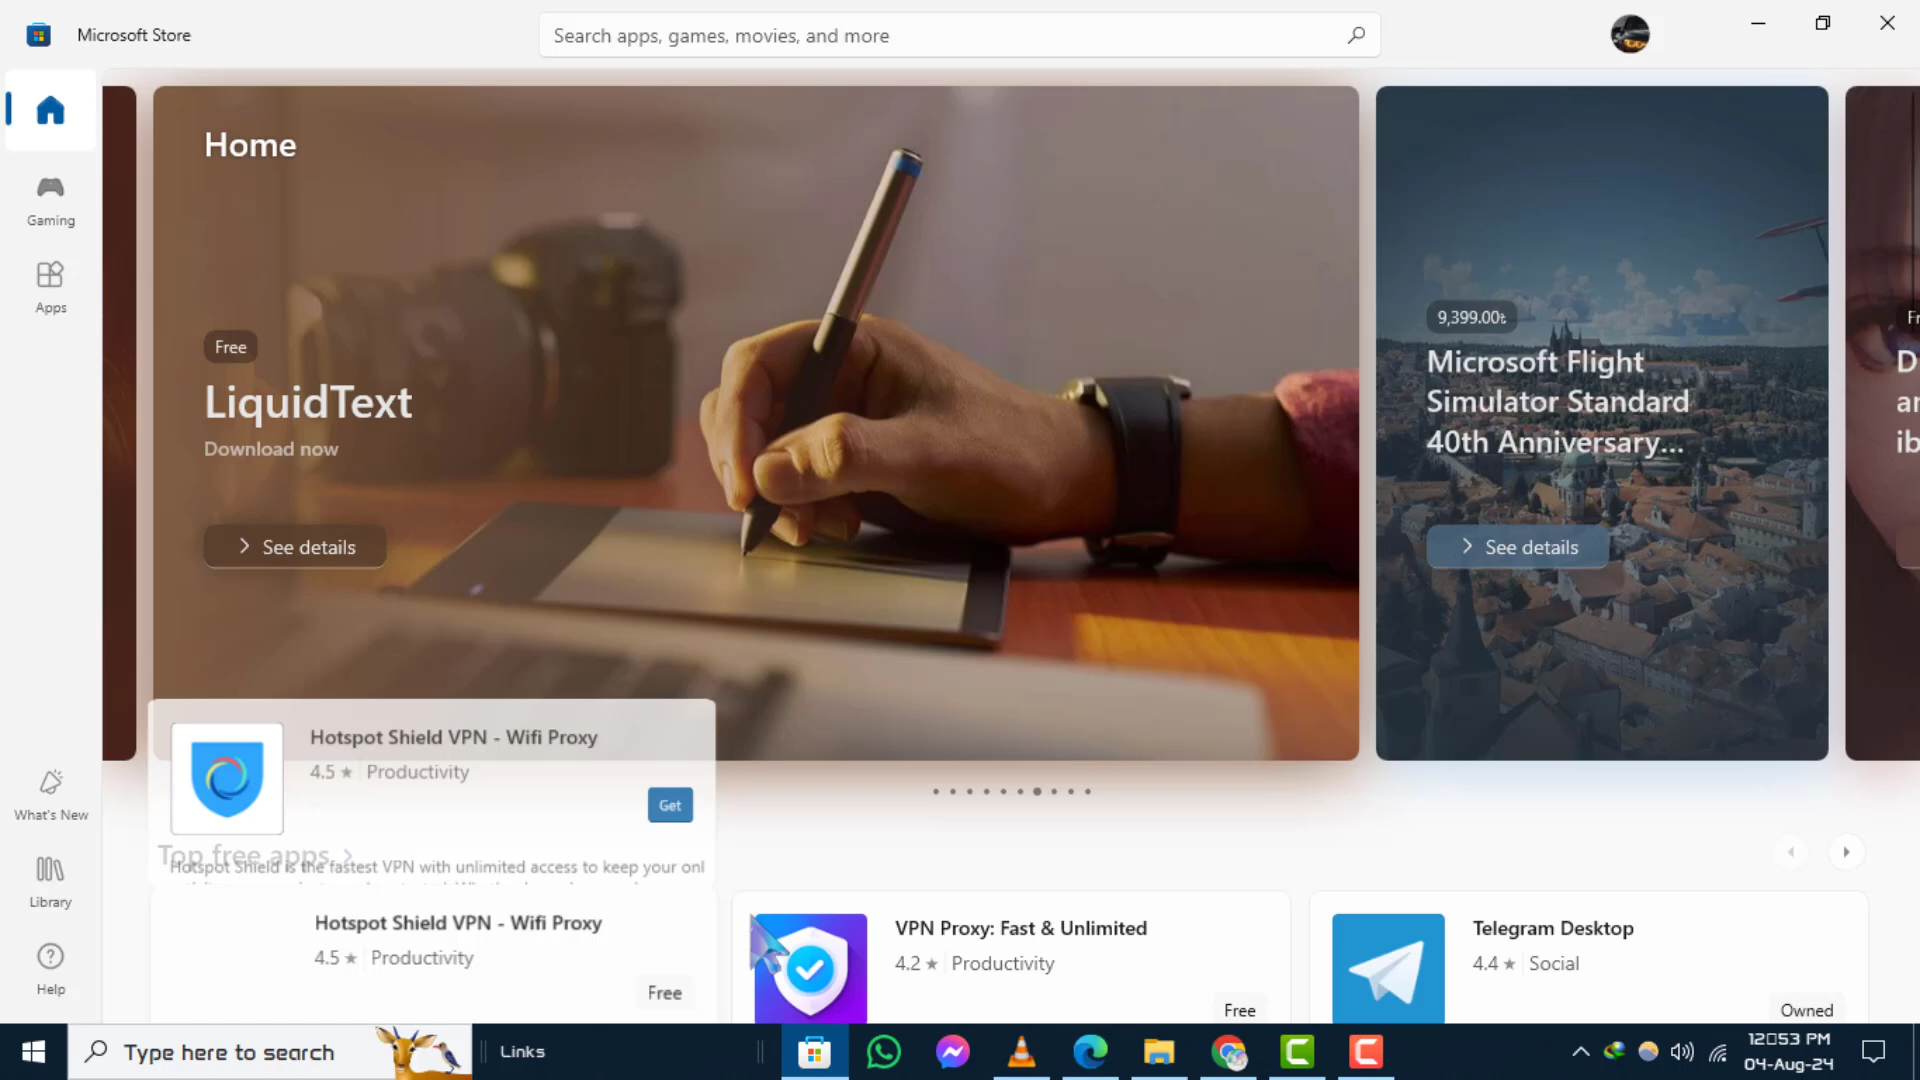 Microsoft Store
Search apps, games, movies, and more
Home
Gaming
Apps
Free
LiquidText
Download now
See details
9,399.00৳
Microsoft Flight
Simulator Standard
40th Anniversary...
See details
What's New
Library
Help
Hotspot Shield VPN - Wifi Proxy
4.5 ★ Productivity
Get
Top free apps
Hotspot Shield is the fastest VPN with unlimited access to keep your onl
Hotspot Shield VPN - Wifi Proxy
4.5 ★ Productivity
Free
VPN Proxy: Fast & Unlimited
4.2 ★ Productivity
Free
Telegram Desktop
4.4 ★ Social
Owned
Type here to search
Links
12:53 PM
04-Aug-24